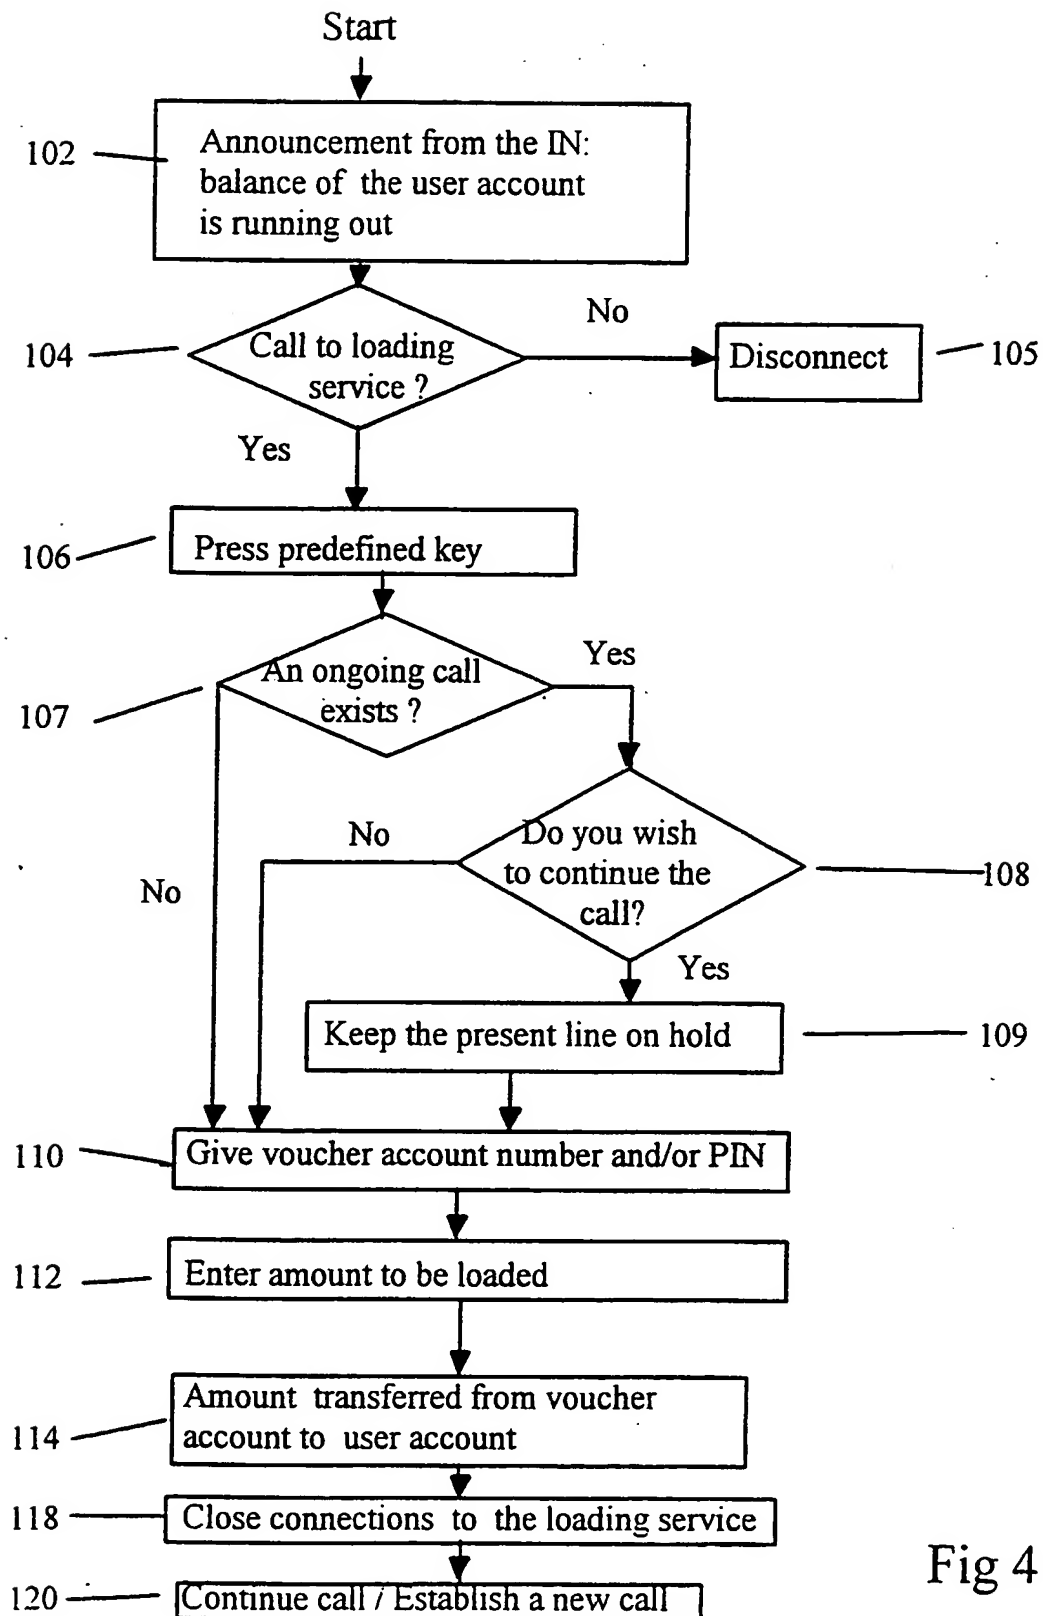 Start
102
Announcement from the IN:
balance of the user account
is running out
No
104
Call to loading
service ?
Disconnect
105
Yes
106
Press predefined key
Yes
An ongoing call
exists ?
107
No
Do you wish
to continue the
call?
108
No
Yes
Keep the present line on hold
109
110
Give voucher account number and/or PIN
112
Enter amount to be loaded
Amount transferred from voucher
account to user account
114
118
Close connections to the loading service
Fig 4
120
Continue call / Establish a new call